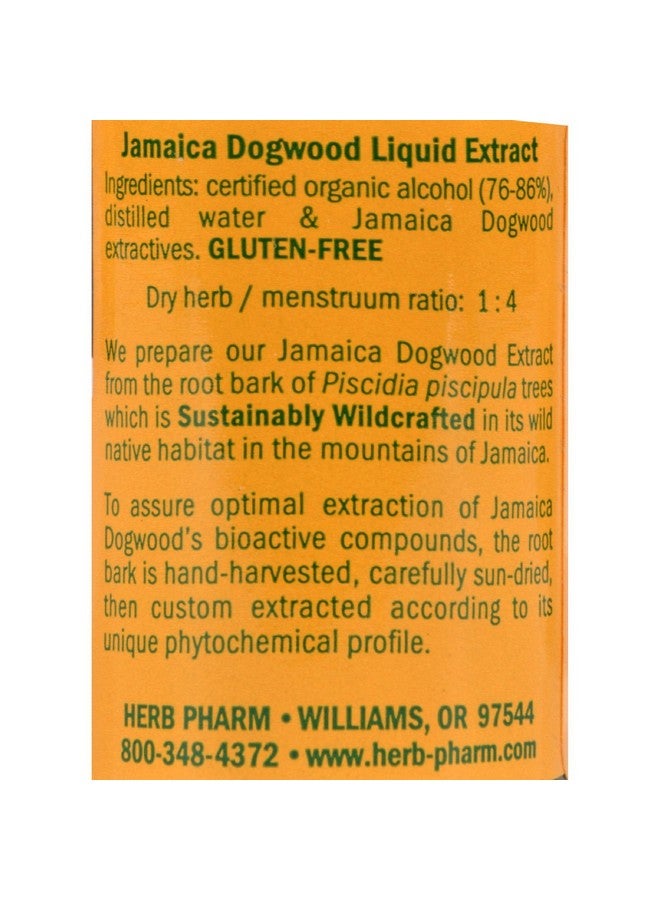 Jamaica Dogwood Liquid Extract
Ingredients: certified organic alcohol (76-86%),
distilled water & Jamaica Dogwood
extractives. GLUTEN-FREE
Dry herb / menstruum ratio: 1:4
We prepare our Jamaica Dogwood Extract
from the root bark of Piscidia piscipula trees
which is Sustainably Wildcrafted in its wild
native habitat in the mountains of Jamaica.
To assure optimal extraction of Jamaica
Dogwood's bioactive compounds, the root
bark is hand-harvested, carefully sun-dried,
then custom extracted according to its
unique phytochemical profile.
HERB PHARM • WILLIAMS, OR 97544
800-348-4372 • www.herb-pharm.com